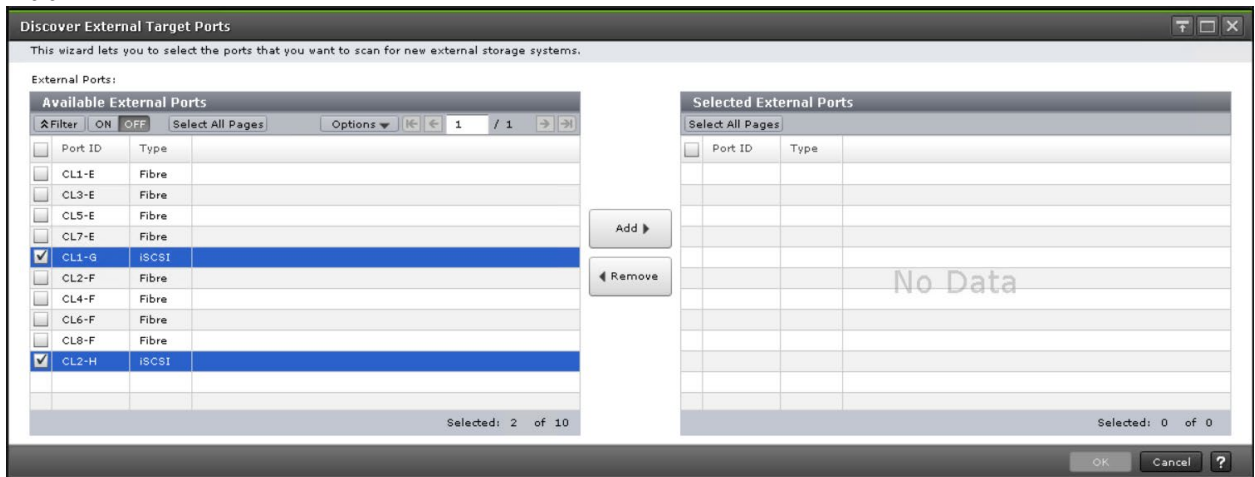 Discover External Target Ports
This wizard lets you to select the ports that you want to scan for new external storage systems.
External Ports:
Available External Ports
Filter ON OFF Select All Pages Options 1 / 1
Port ID Type
CL1-E Fibre
CL3-E Fibre
CL5-E Fibre
CL7-E Fibre
CL1-G iSCSI
CL2-F Fibre
CL4-F Fibre
CL6-F Fibre
CL8-F Fibre
CL2-H iSCSI
Selected: 2 of 10
Add
Remove
Selected External Ports
Select All Pages
Port ID Type
No Data
Selected: 0 of 0
OK Cancel ?